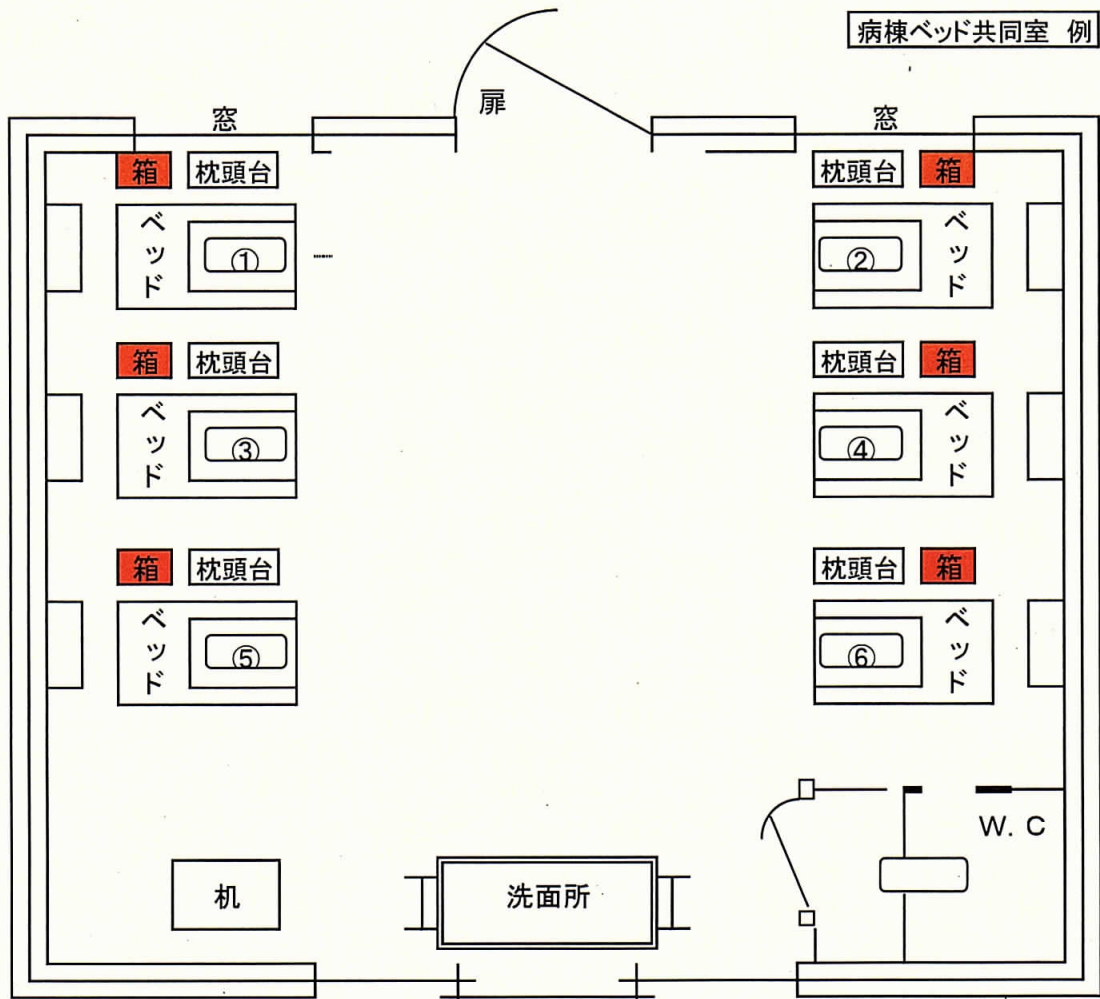 病棟ベッド共同室 例
窓
扉
窓
箱 枕頭台
枕頭台 箱
ベッド
①
②
ベッド
箱 枕頭台
枕頭台 箱
ベッド
③
④
ベッド
箱 枕頭台
枕頭台 箱
ベッド
⑤
⑥
ベッド
W. C
机
洗面所